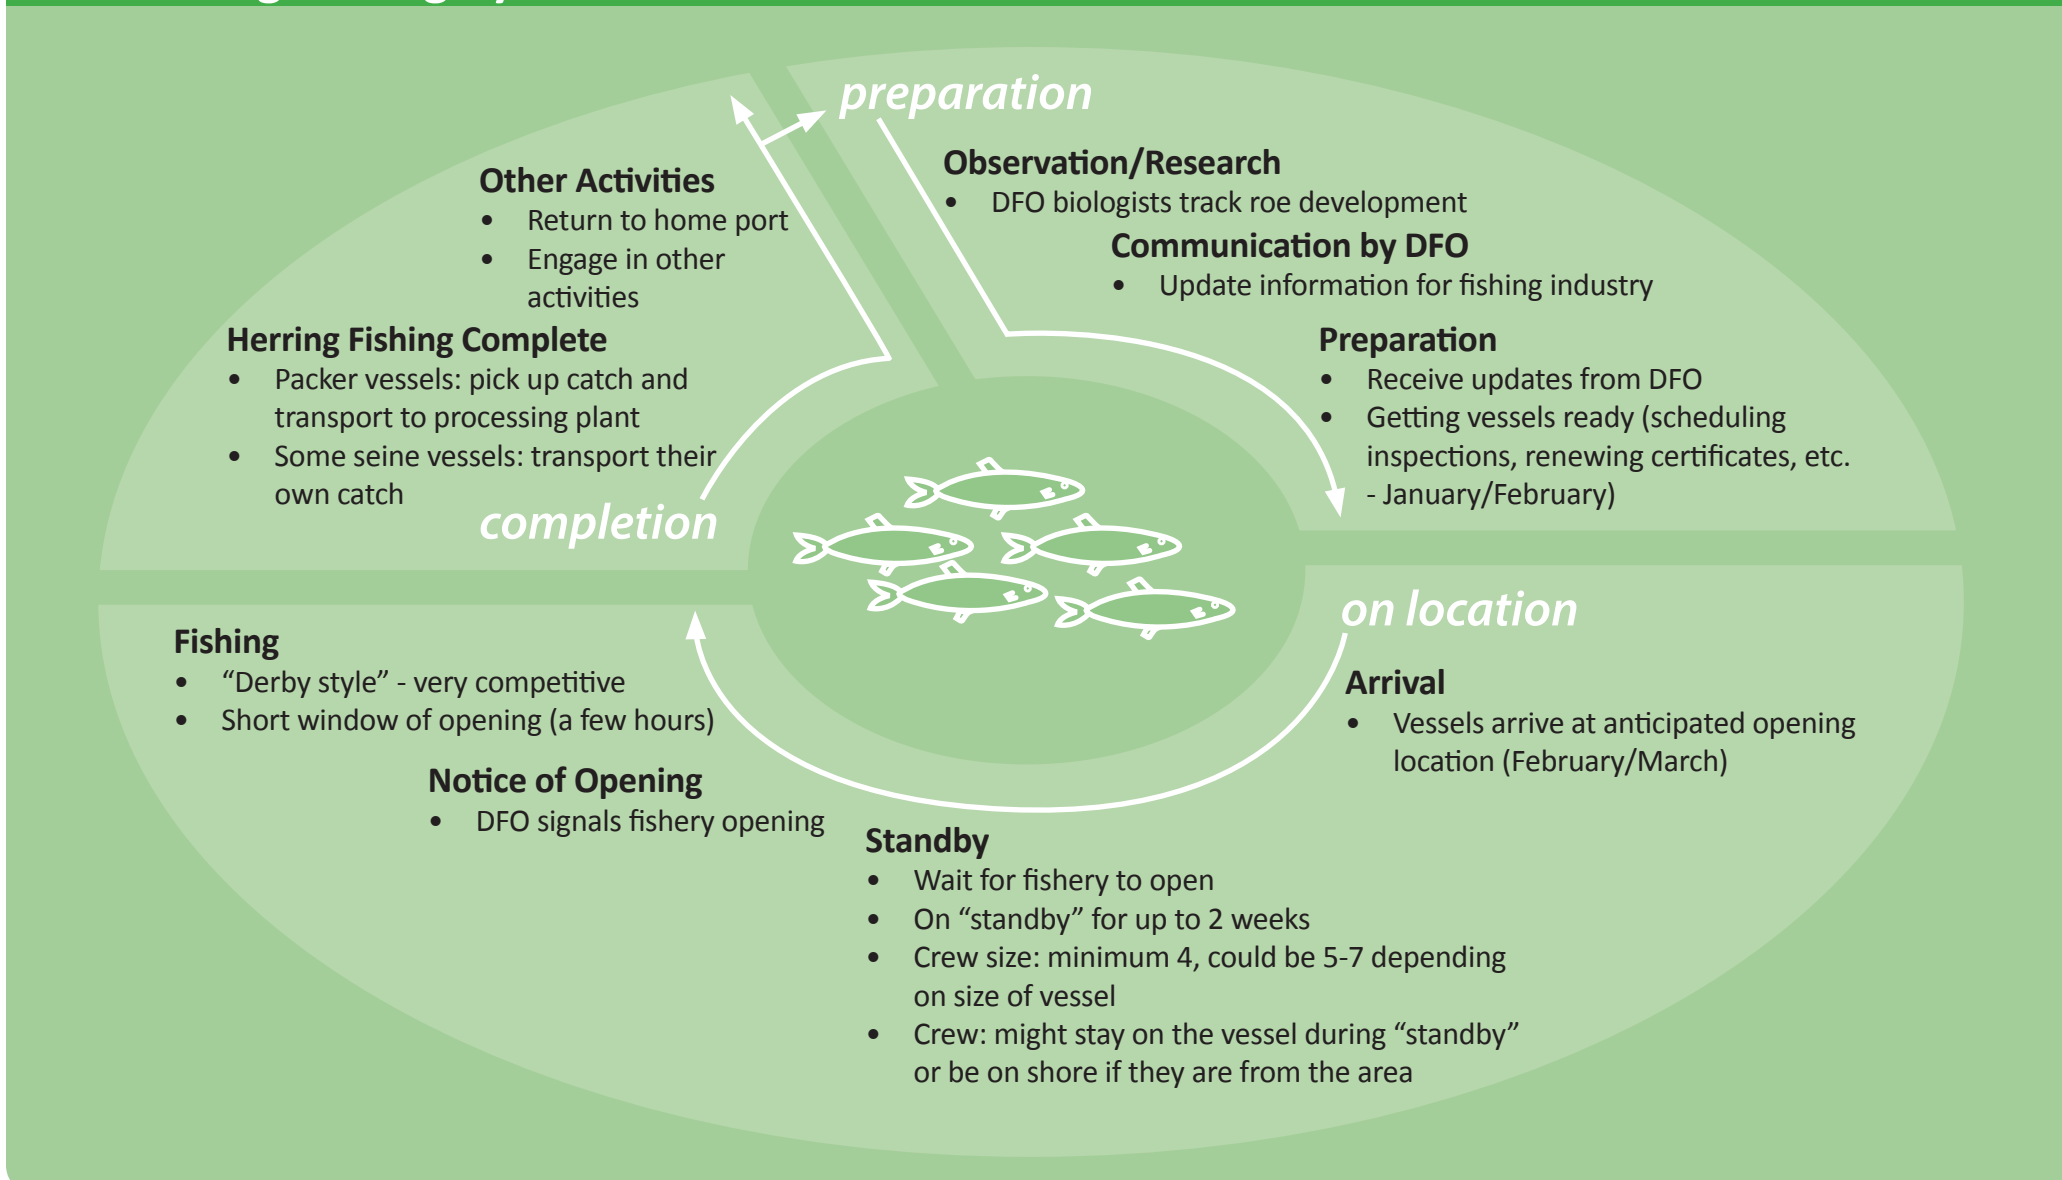 preparation
Observation/Research
• DFO biologists track roe development
Communication by DFO
• Update information for fishing industry
Preparation
• Receive updates from DFO
• Getting vessels ready (scheduling
inspections, renewing certificates, etc.
- January/February)
on location
Arrival
• Vessels arrive at anticipated opening
location (February/March)
Standby
• Wait for fishery to open
• On “standby” for up to 2 weeks
• Crew size: minimum 4, could be 5-7 depending
on size of vessel
• Crew: might stay on the vessel during “standby”
or be on shore if they are from the area
Notice of Opening
• DFO signals fishery opening
Fishing
• “Derby style” - very competitive
• Short window of opening (a few hours)
completion
Herring Fishing Complete
• Packer vessels: pick up catch and
transport to processing plant
• Some seine vessels: transport their
own catch
Other Activities
• Return to home port
• Engage in other
activities